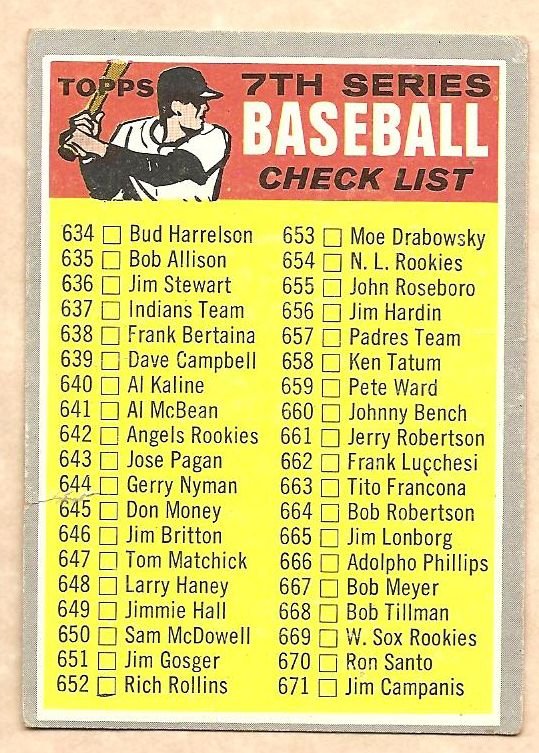 TOPPS
7TH SERIES
BASEBALL
CHECK LIST
634 Bud Harrelson
635 Bob Allison
636 Jim Stewart
637 Indians Team
638 Frank Bertaina
639 Dave Campbell
640 Al Kaline
641 Al McBean
642 Angels Rookies
643 Jose Pagan
644 Gerry Nyman
645 Don Money
646 Jim Britton
647 Tom Matchick
648 Larry Haney
649 Jimmie Hall
650 Sam McDowell
651 Jim Gosger
652 Rich Rollins
653 Moe Drabowsky
654 N. L. Rookies
655 John Roseboro
656 Jim Hardin
657 Padres Team
658 Ken Tatum
659 Pete Ward
660 Johnny Bench
661 Jerry Robertson
662 Frank Lucchesi
663 Tito Francona
664 Bob Robertson
665 Jim Lonborg
666 Adolpho Phillips
667 Bob Meyer
668 Bob Tillman
669 W. Sox Rookies
670 Ron Santo
671 Jim Campanis